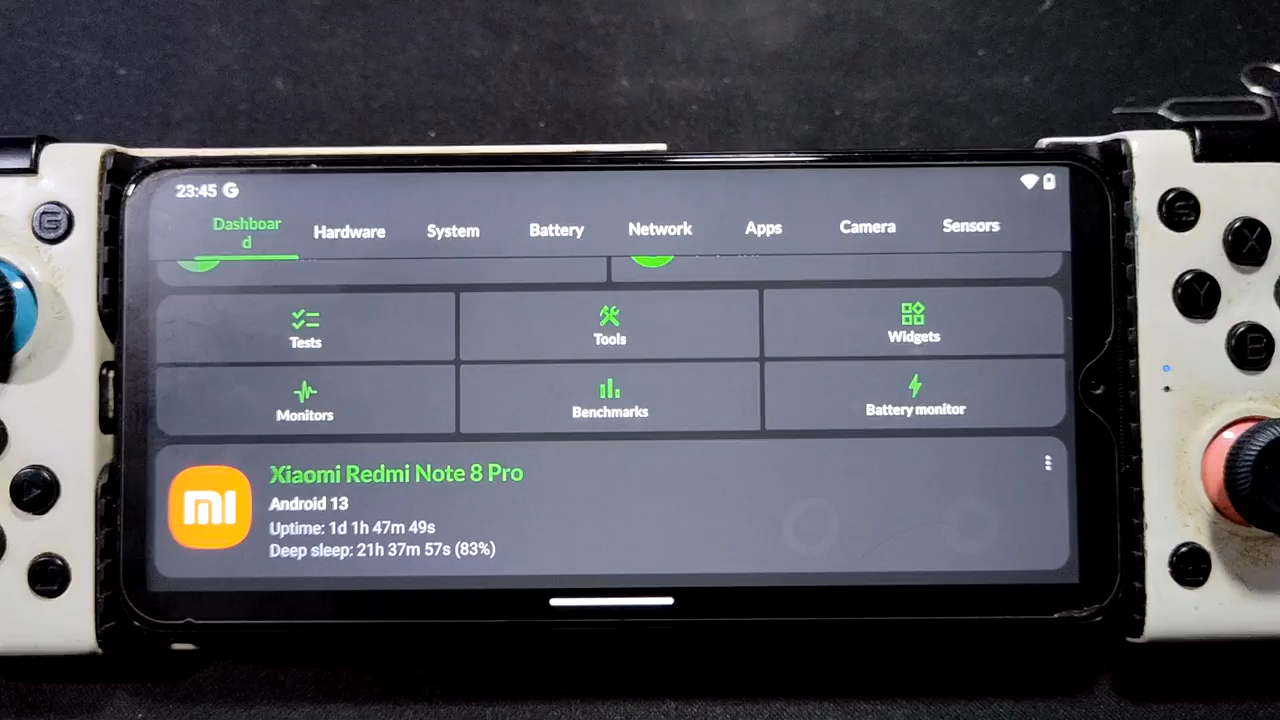 23:45 G
Dashboar
d
Hardware
System
Battery
Network
Apps
Camera
Sensors
Tests
Tools
Widgets
Monitors
Benchmarks
Battery monitor
mi
Xiaomi Redmi Note 8 Pro
Android 13
Uptime: 1d 1h 47m 49s
Deep sleep: 21h 37m 57s (83%)
G
S
X
Y
B